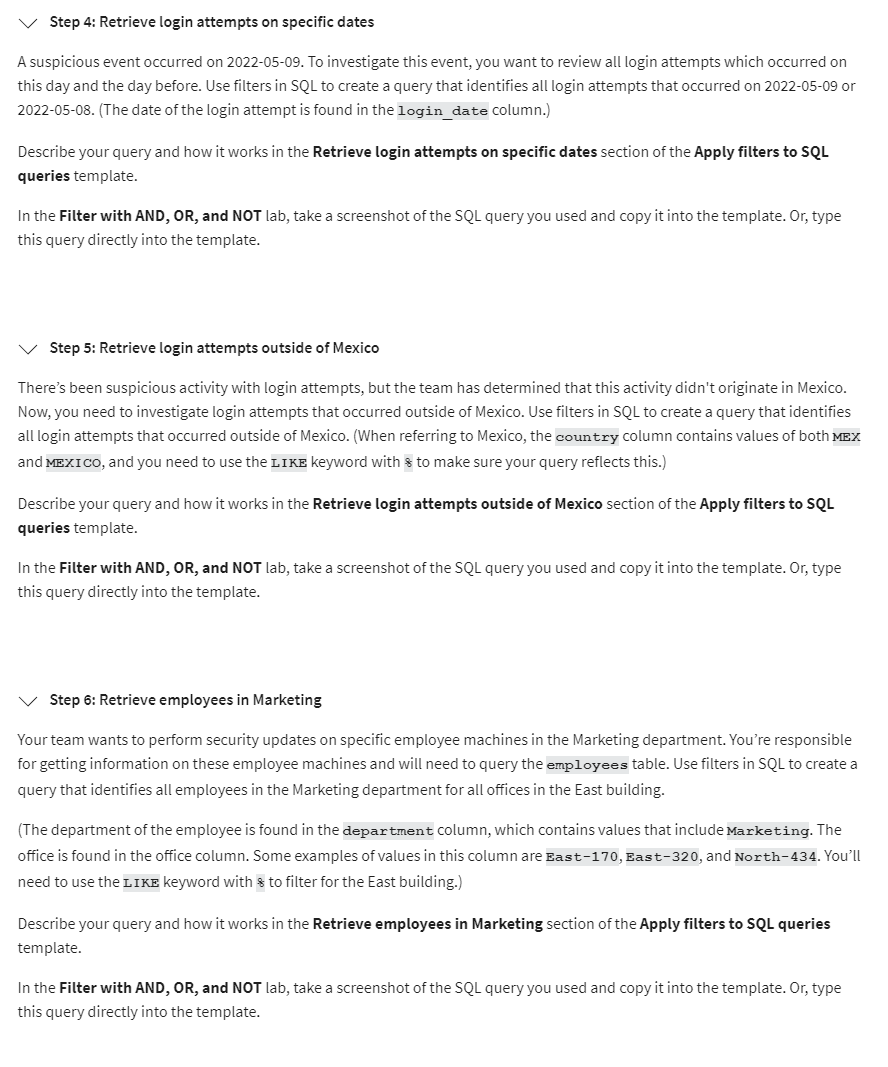 Step 4: Retrieve login attempts on specific dates
A suspicious event occurred on 2022-05-09. To investigate this event, you want to review all login attempts which occurred on
this day and the day before. Use filters in SQL to create a query that identifies all login attempts that occurred on 2022-05-09 or
2022-05-08. (The date of the login attempt is found in the login_date column.)
Describe your query and how it works in the Retrieve login attempts on specific dates section of the Apply filters to SQL
queries template.
In the Filter with AND, OR, and NOT lab, take a screenshot of the SQL query you used and copy it into the template. Or, type
this query directly into the template.
Step 5: Retrieve login attempts outside of Mexico
There’s been suspicious activity with login attempts, but the team has determined that this activity didn't originate in Mexico.
Now, you need to investigate login attempts that occurred outside of Mexico. Use filters in SQL to create a query that identifies
all login attempts that occurred outside of Mexico. (When referring to Mexico, the country column contains values of both MEX
and MEXICO, and you need to use the LIKE keyword with % to make sure your query reflects this.)
Describe your query and how it works in the Retrieve login attempts outside of Mexico section of the Apply filters to SQL
queries template.
In the Filter with AND, OR, and NOT lab, take a screenshot of the SQL query you used and copy it into the template. Or, type
this query directly into the template.
Step 6: Retrieve employees in Marketing
Your team wants to perform security updates on specific employee machines in the Marketing department. You’re responsible
for getting information on these employee machines and will need to query the employees table. Use filters in SQL to create a
query that identifies all employees in the Marketing department for all offices in the East building.
(The department of the employee is found in the department column, which contains values that include Marketing. The
office is found in the office column. Some examples of values in this column are East-170, East-320, and North-434. You’ll
need to use the LIKE keyword with % to filter for the East building.)
Describe your query and how it works in the Retrieve employees in Marketing section of the Apply filters to SQL queries
template.
In the Filter with AND, OR, and NOT lab, take a screenshot of the SQL query you used and copy it into the template. Or, type
this query directly into the template.